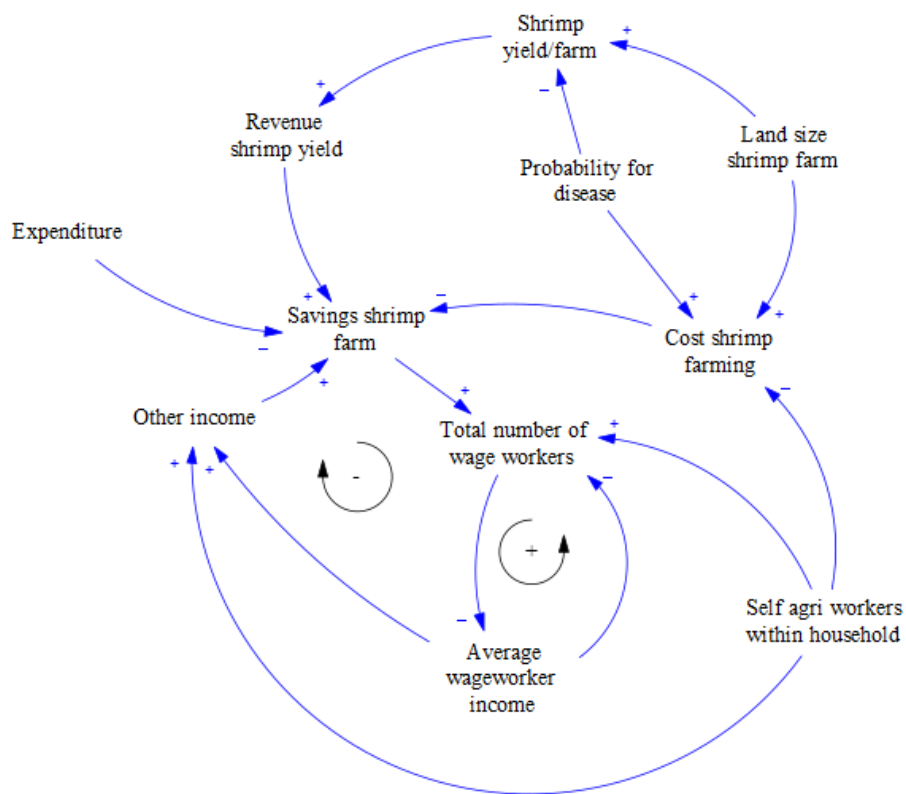 Shrimp
yield/farm
+
−
+
Revenue
shrimp yield
Land size
shrimp farm
Probability for
disease
Expenditure
+
−
+
+
−
Savings shrimp
farm
Cost shrimp
farming
+
+
−
Other income
Total number of
wage workers
+
+
+
−
-
+
−
Self agri workers
within household
Average
wageworker
income